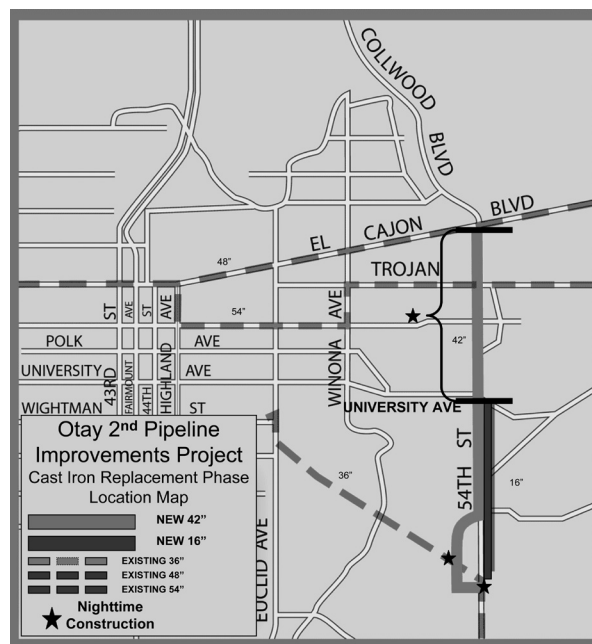 COLLWOOD
BLVD
EL CAJON BLVD
48"
TROJAN
54"
43RD ST
FAIRMOUNT AVE
44TH ST
HIGHLAND AVE
WINONA AVE
42"
POLK AVE
UNIVERSITY AVE
WIGHTMAN ST
UNIVERSITY AVE
54TH ST
36"
16"
EUCLID AVE
Otay 2nd Pipeline
Improvements Project
Cast Iron Replacement Phase
Location Map
NEW 42"
NEW 16"
EXISTING 36"
EXISTING 48"
EXISTING 54"
Nighttime
Construction